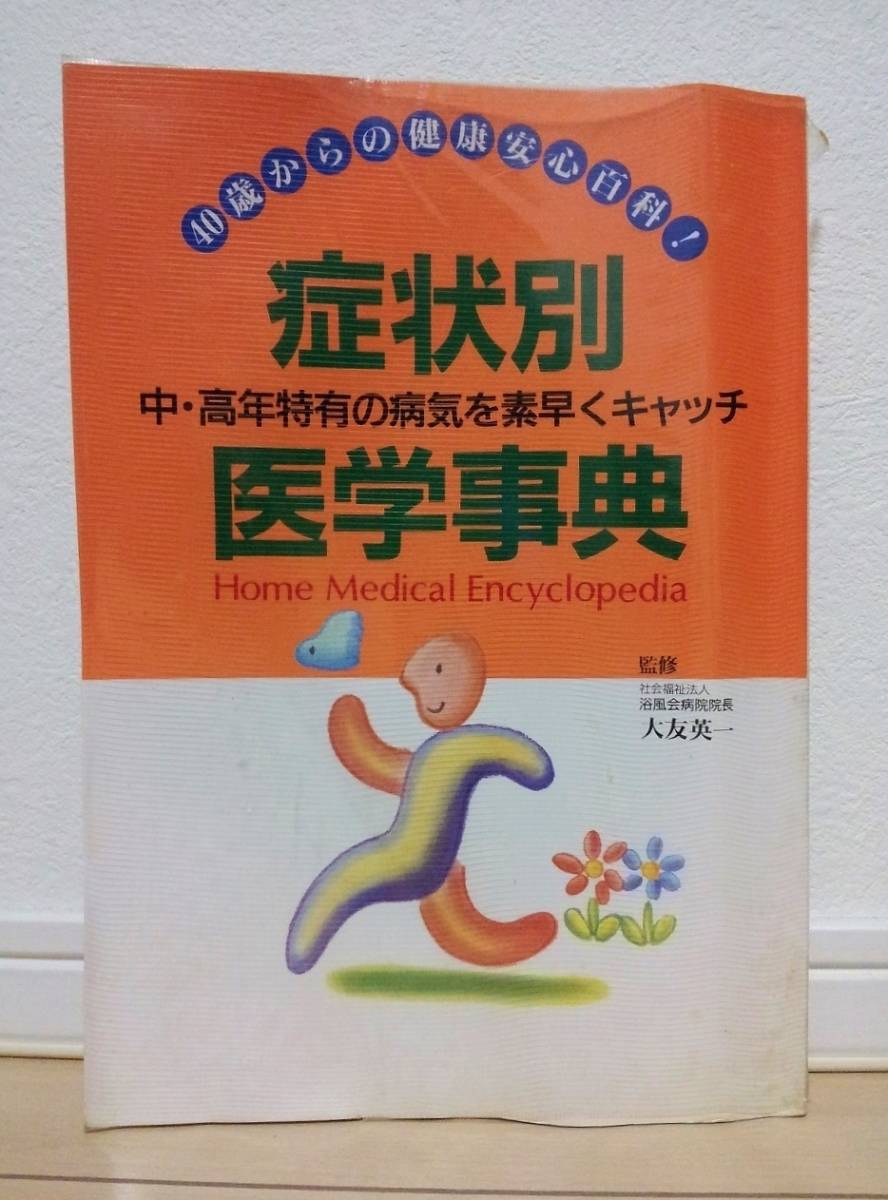 40歳からの健康安心百科!
症状別
中・高年特有の病気を素早くキャッチ
医学事典
Home Medical Encyclopedia
監修
社会福祉法人
浴風会病院院長
大友英一